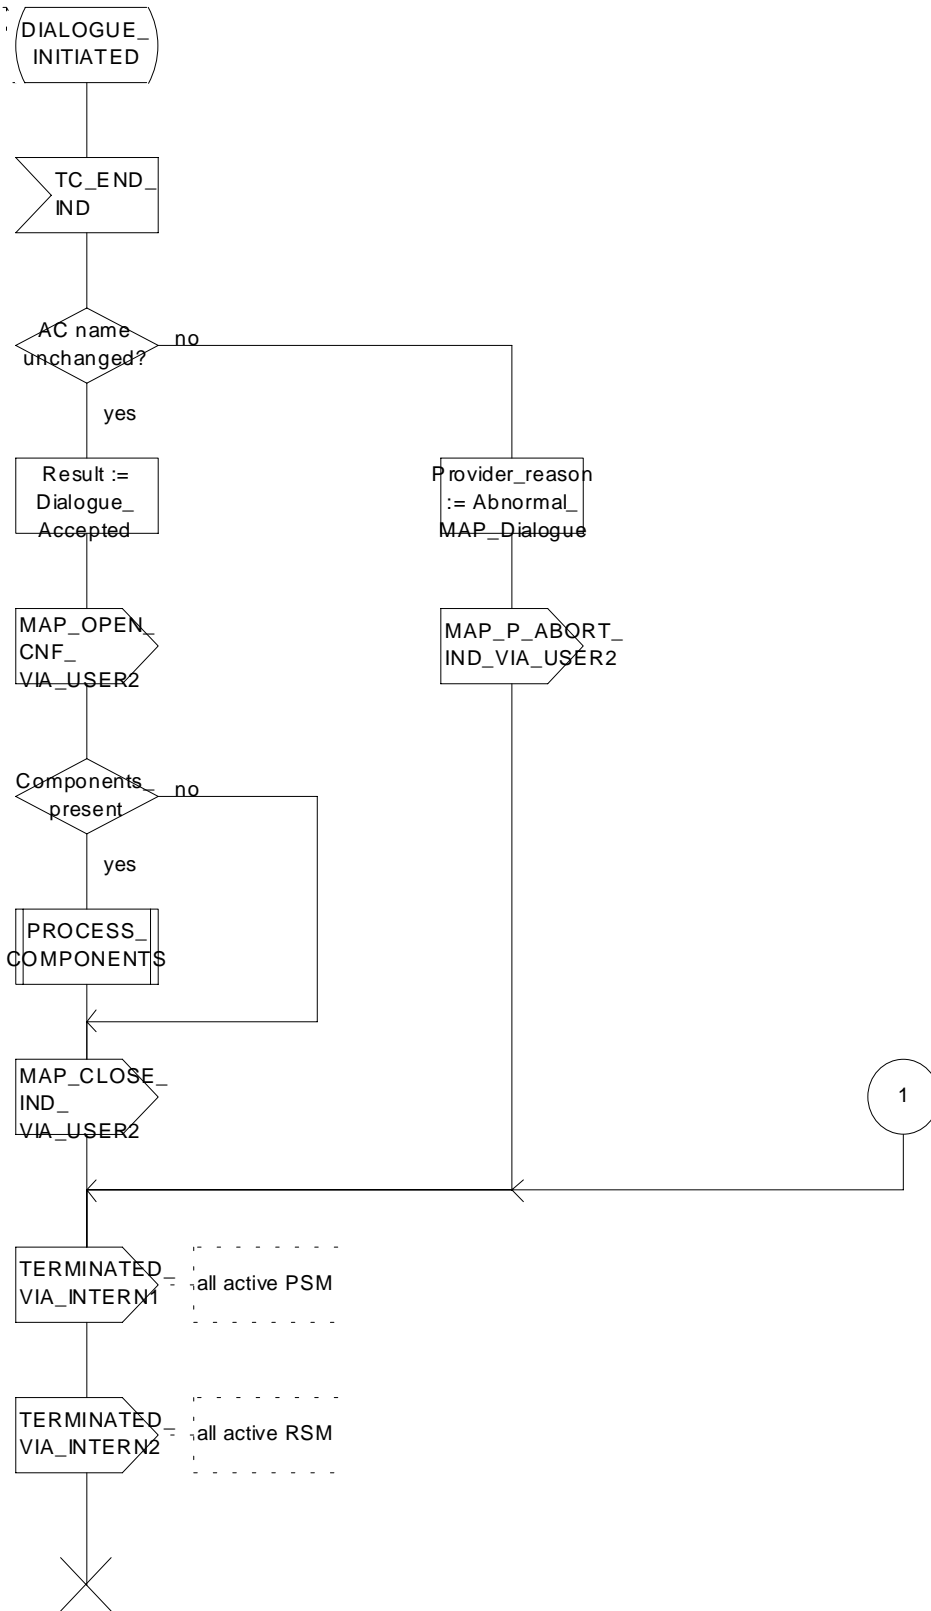 DIALOGUE_
INITIATED
TC_END_
IND
AC name
unchanged?
no
yes
Result :=
Dialogue_
Accepted
Provider_reason
:= Abnormal_
MAP_Dialogue
MAP_OPEN_
CNF_
VIA_USER2
MAP_P_ABORT_
IND_VIA_USER2
Components_
present
no
yes
PROCESS_
COMPONENTS
MAP_CLOSE_
IND_
VIA_USER2
1
TERMINATED_
VIA_INTERN1
all active PSM
TERMINATED_
VIA_INTERN2
all active RSM